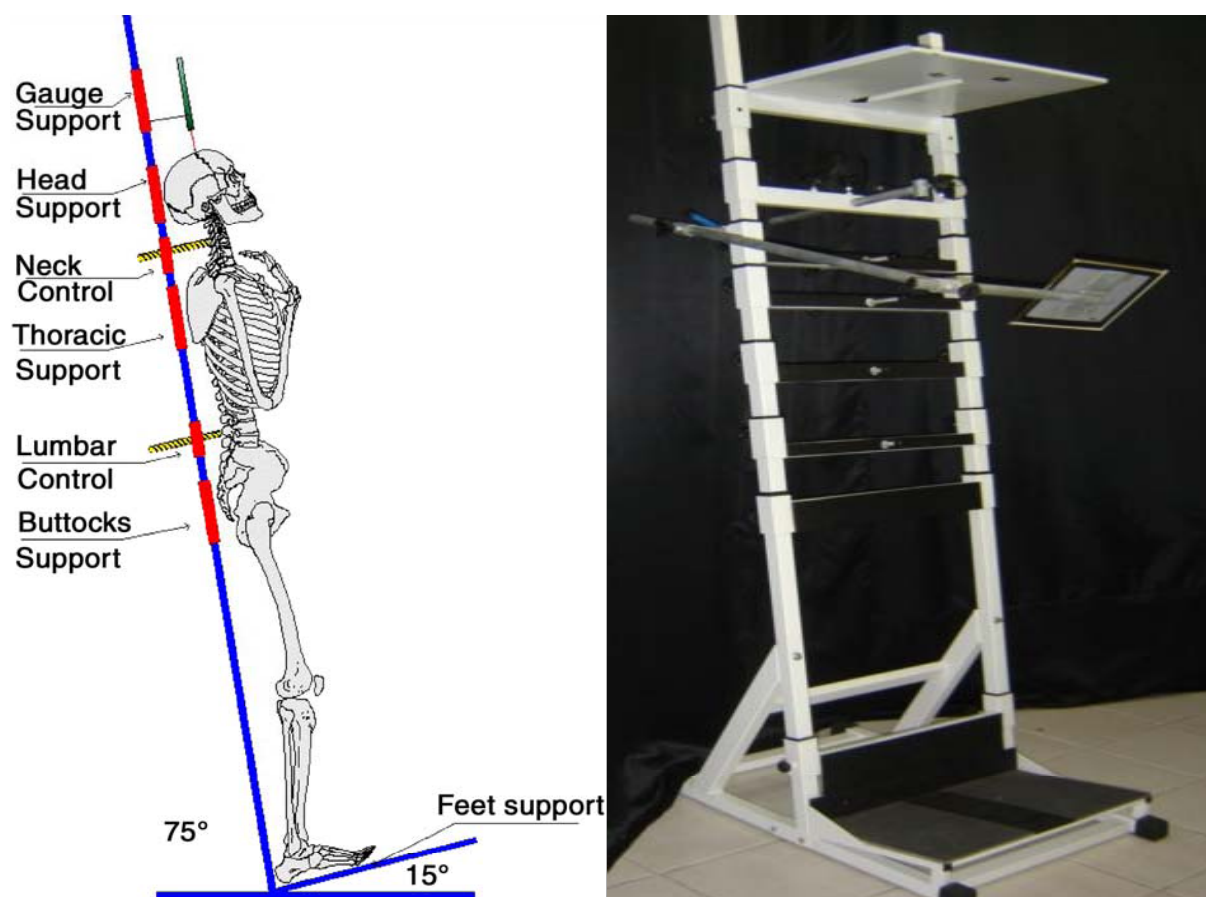 Gauge
Support
Head
Support
Neck
Control
Thoracic
Support
Lumbar
Control
Buttocks
Support
Feet support
75°
15°